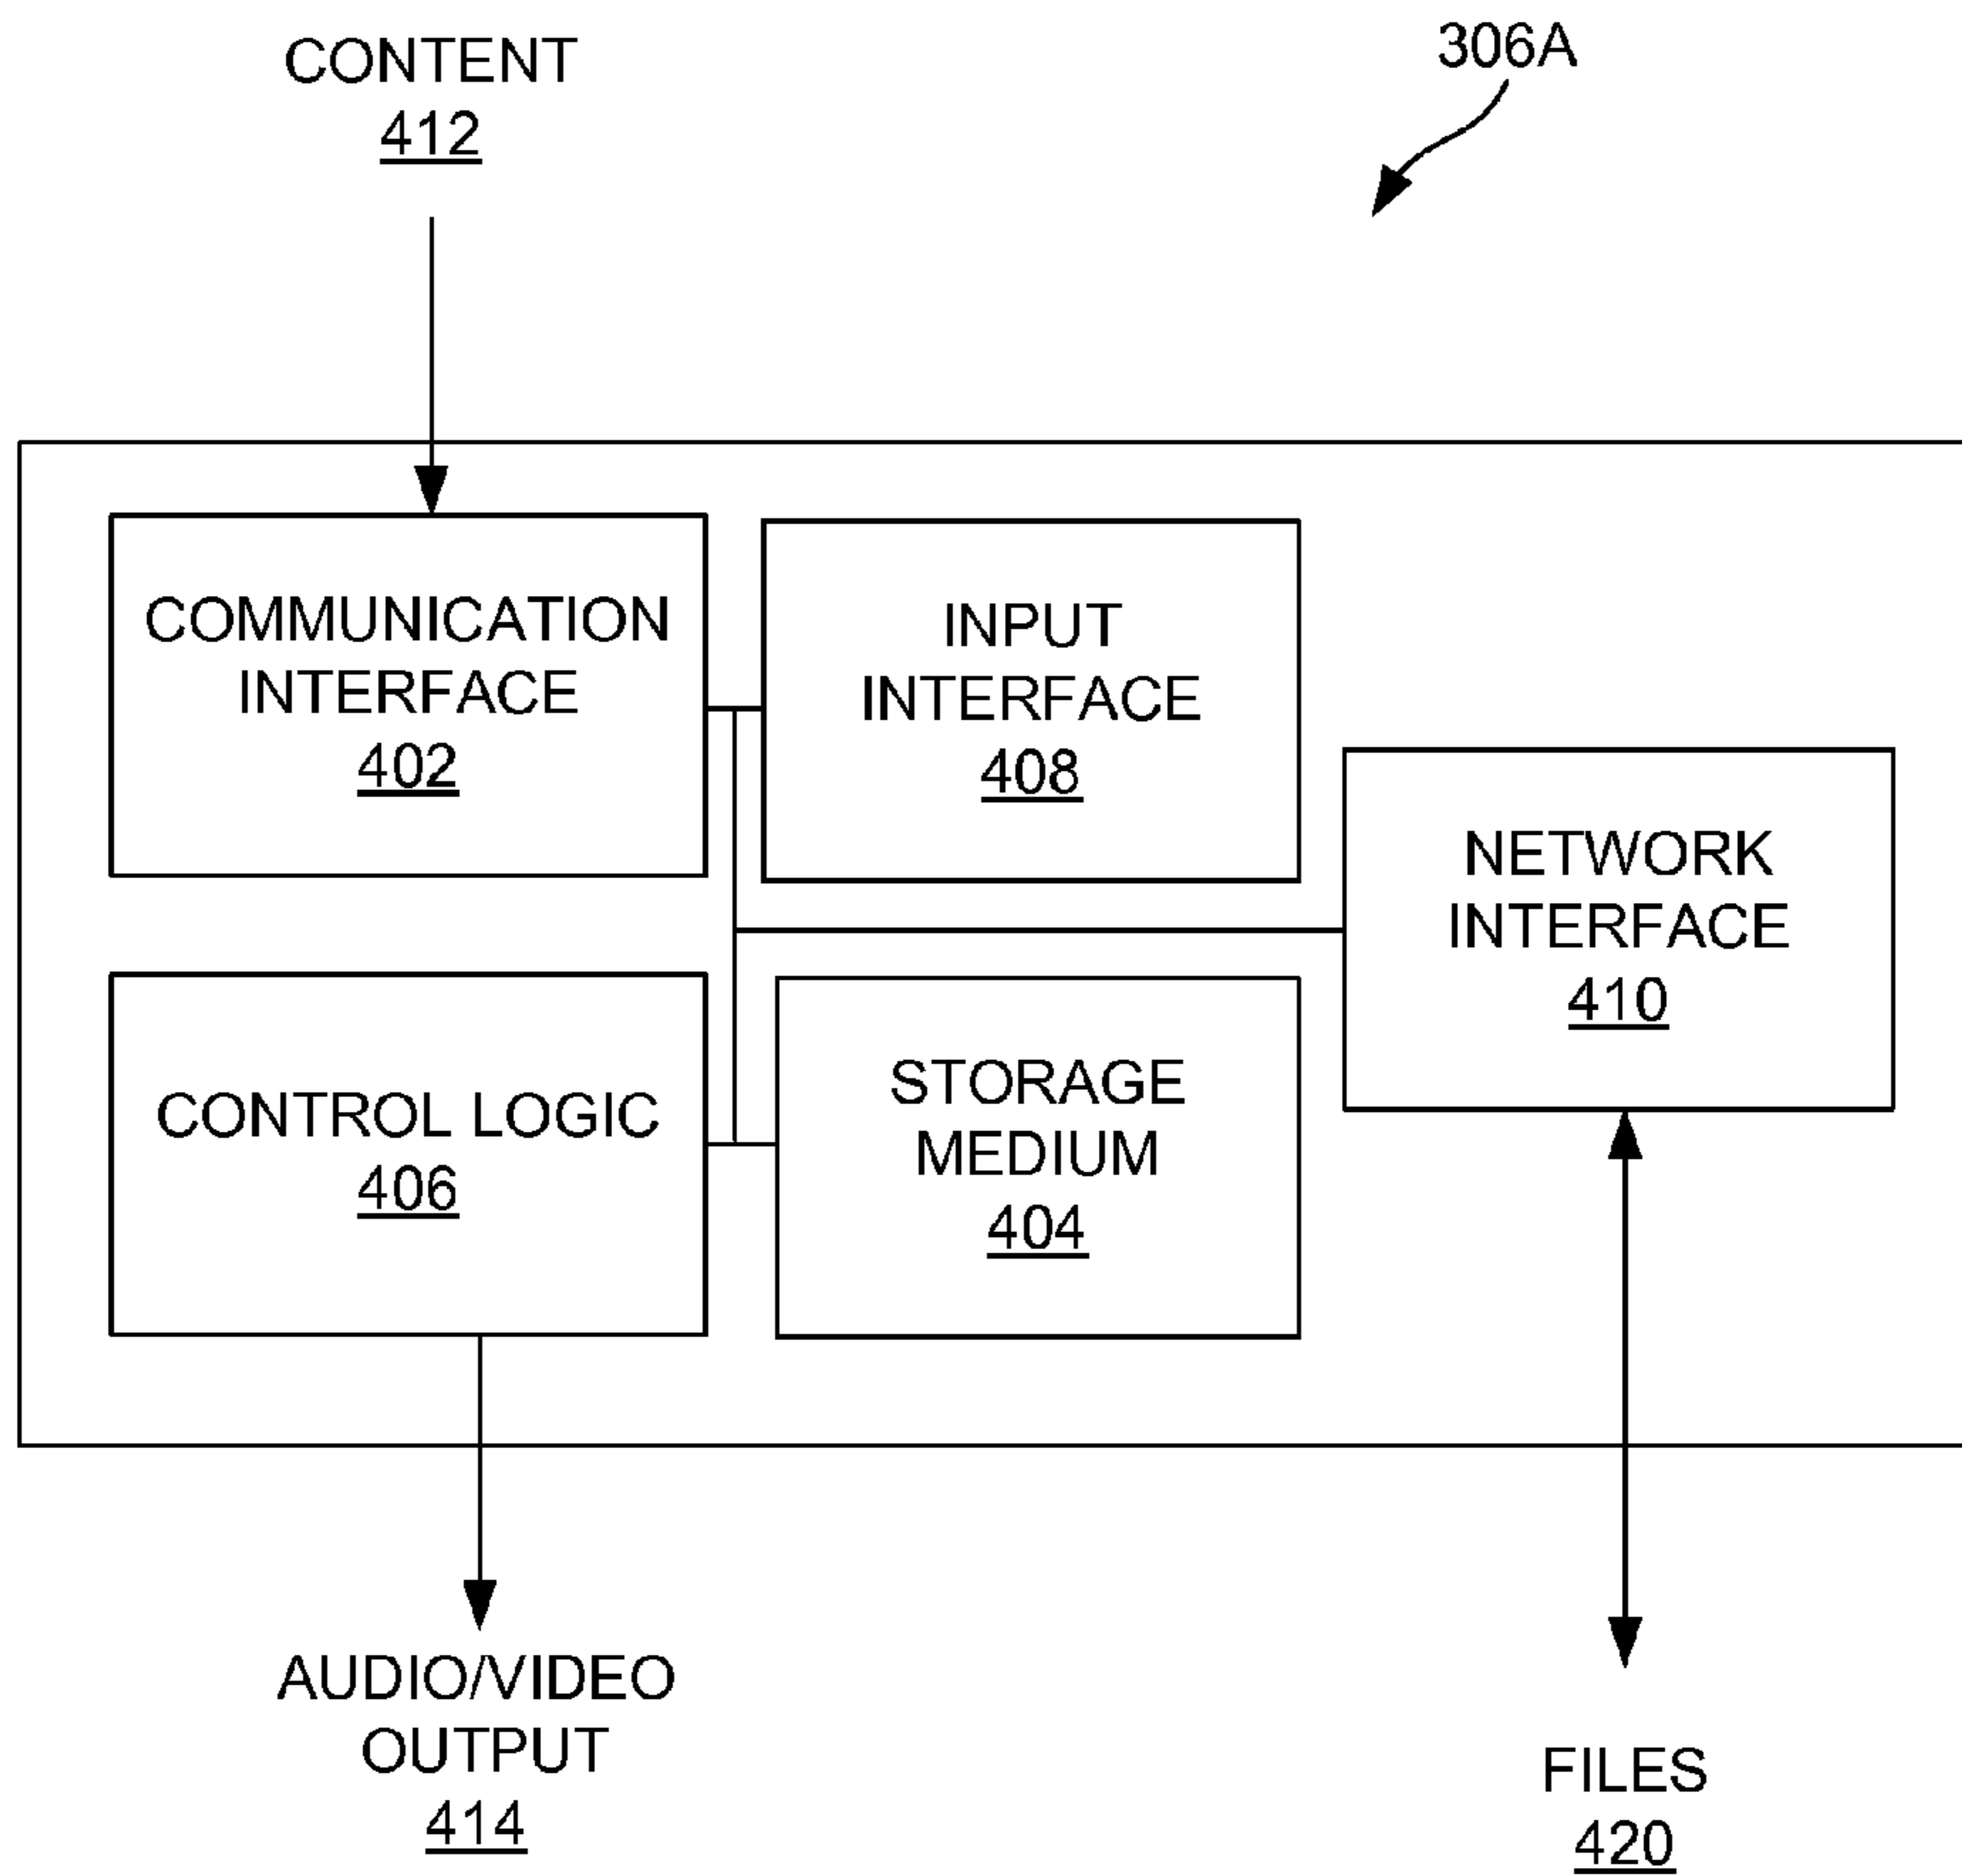 CONTENT
412
306A
COMMUNICATION
INTERFACE
402
INPUT
INTERFACE
408
NETWORK
INTERFACE
410
CONTROL LOGIC
406
STORAGE
MEDIUM
404
AUDIO/VIDEO
OUTPUT
414
FILES
420